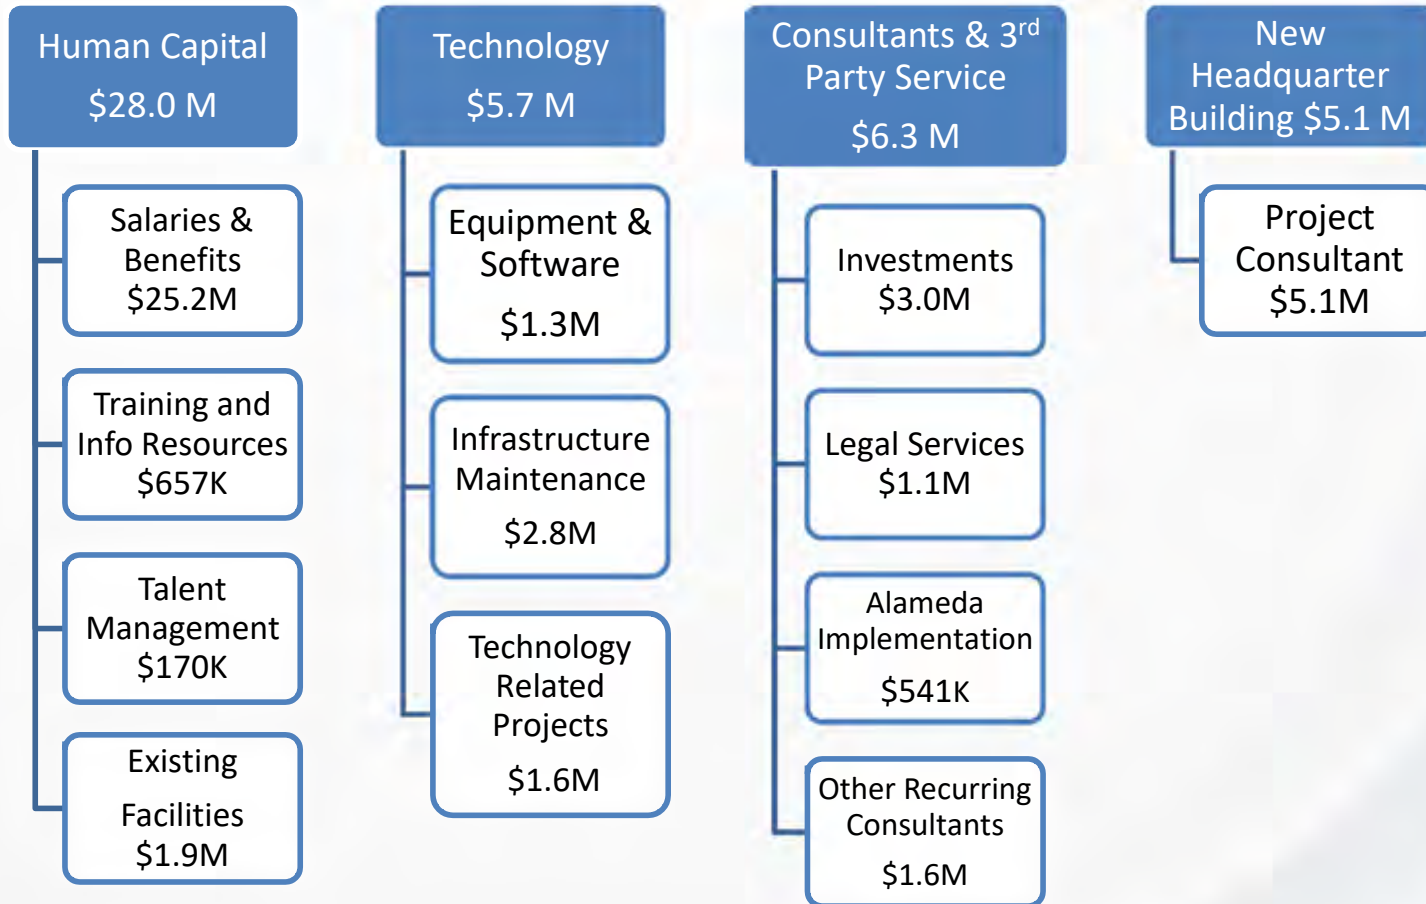 Human Capital
$28.0 M
Salaries &
Benefits
$25.2M
Training and
Info Resources
$657K
Talent
Management
$170K
Existing
Facilities
$1.9M
Technology
$5.7 M
Equipment &
Software
$1.3M
Infrastructure
Maintenance
$2.8M
Technology
Related
Projects
$1.6M
Consultants & 3rd
Party Service
$6.3 M
Investments
$3.0M
Legal Services
$1.1M
Alameda
Implementation
$541K
Other Recurring
Consultants
$1.6M
New
Headquarter
Building $5.1 M
Project
Consultant
$5.1M